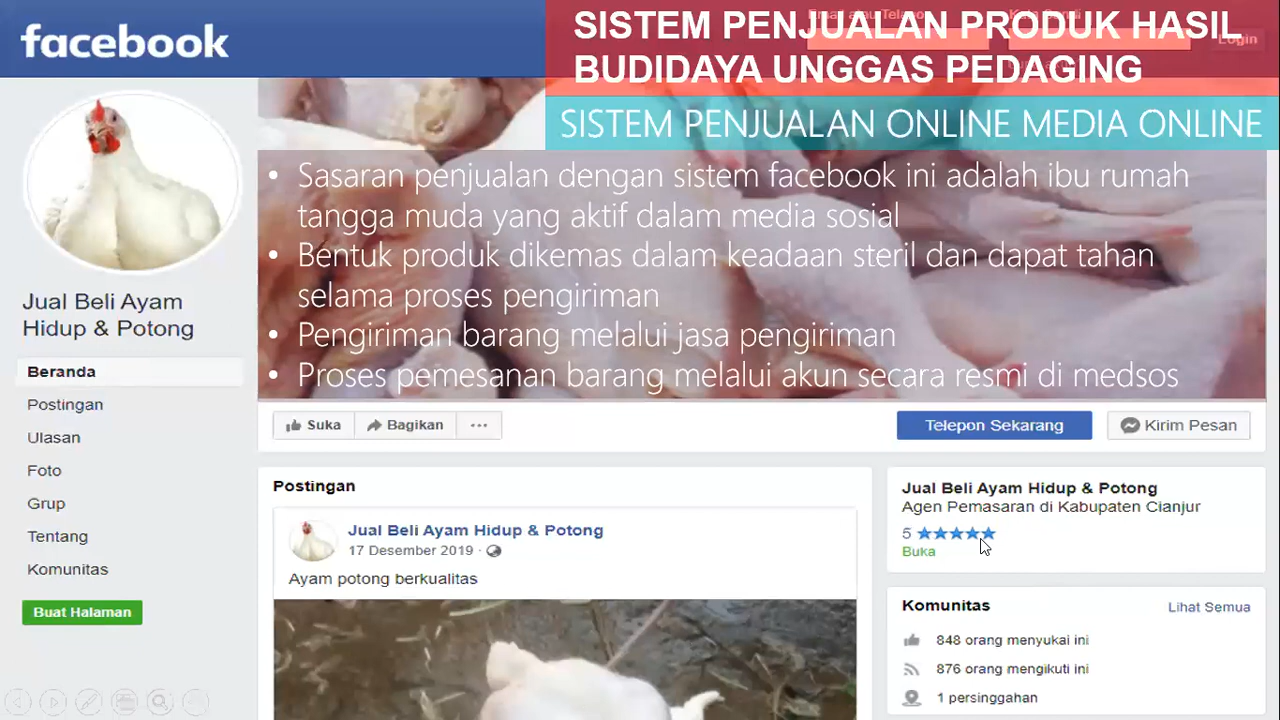 facebook
SISTEM PENJUALAN PRODUK HASIL
BUDIDAYA UNGGAS PEDAGING
Login
SISTEM PENJUALAN ONLINE MEDIA ONLINE
• Sasaran penjualan dengan sistem facebook ini adalah ibu rumah
tangga muda yang aktif dalam media sosial
• Bentuk produk dikemas dalam keadaan steril dan dapat tahan
selama proses pengiriman
• Pengiriman barang melalui jasa pengiriman
• Proses pemesanan barang melalui akun secara resmi di medsos
Jual Beli Ayam
Hidup & Potong
Beranda
Postingan
Ulasan
Foto
Grup
Tentang
Komunitas
Buat Halaman
Suka
Bagikan
Telepon Sekarang
Kirim Pesan
Postingan
Jual Beli Ayam Hidup & Potong
17 Desember 2019
Ayam potong berkualitas
Jual Beli Ayam Hidup & Potong
Agen Pemasaran di Kabupaten Cianjur
5 ★★★★★
Buka
Komunitas
Lihat Semua
848 orang menyukai ini
876 orang mengikuti ini
1 persinggahan